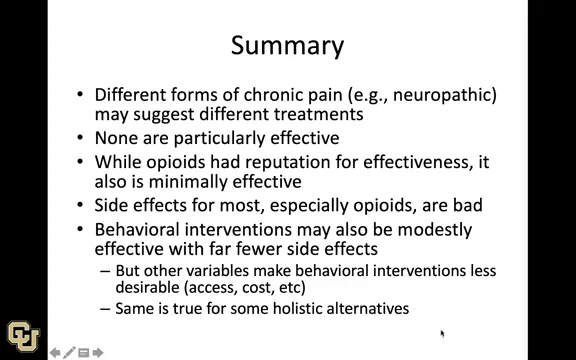 Summary
• Different forms of chronic pain (e.g., neuropathic)
may suggest different treatments
• None are particularly effective
• While opioids had reputation for effectiveness, it
also is minimally effective
• Side effects for most, especially opioids, are bad
• Behavioral interventions may also be modestly
effective with far fewer side effects
– But other variables make behavioral interventions less
desirable (access, cost, etc)
– Same is true for some holistic alternatives
CU